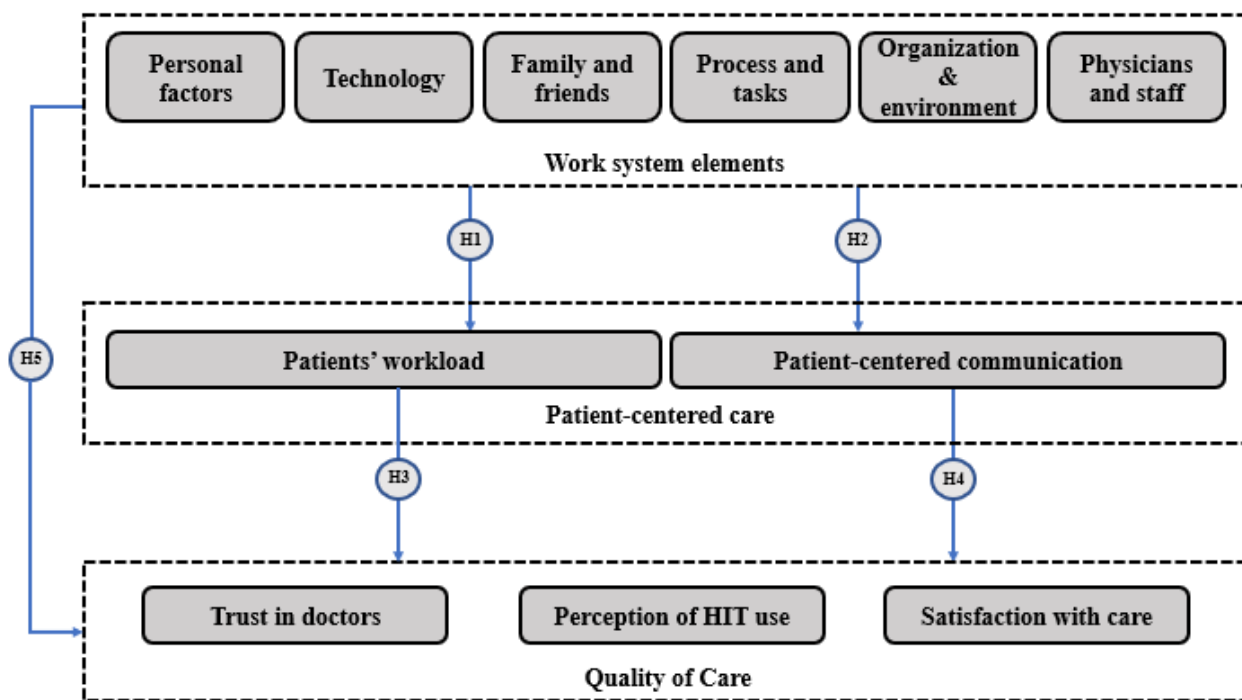 Personal
factors
Technology
Family and
friends
Process and
tasks
Organization
&
environment
Physicians
and staff
Work system elements
H1
H2
H5
Patients’ workload
Patient-centered communication
Patient-centered care
H3
H4
Trust in doctors
Perception of HIT use
Satisfaction with care
Quality of Care